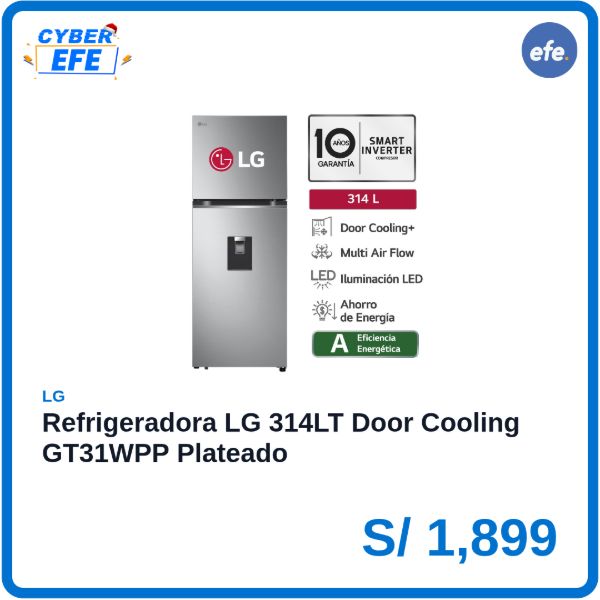 CYBER
EFE
efe.
LG
10
AÑOS
GARANTÍA
SMART
INVERTER
COMPRESSOR
314 L
Door Cooling+
Multi Air Flow
LED Iluminación LED
Ahorro
de Energía
A Eficiencia
Energética
LG
Refrigeradora LG 314LT Door Cooling
GT31WPP Plateado
S/ 1,899